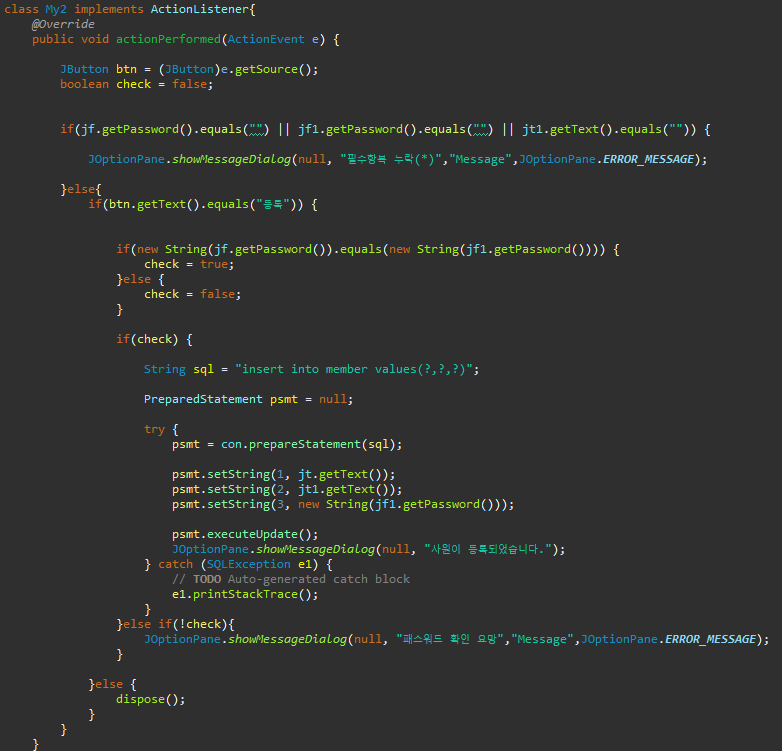 class My2 implements ActionListener{
@Override
public void actionPerformed(ActionEvent e) {
JButton btn = (JButton)e.getSource();
boolean check = false;
if(jf.getPassword().equals("") || jf1.getPassword().equals("") || jt1.getText().equals("")) {
JOptionPane.showMessageDialog(null, "필수항목 누락(*)","Message",JOptionPane.ERROR_MESSAGE);
}else{
if(btn.getText().equals("등록")) {
if(new String(jf.getPassword()).equals(new String(jf1.getPassword()))) {
check = true;
}else {
check = false;
}
if(check) {
String sql = "insert into member values(?,?,?)";
PreparedStatement psmt = null;
try {
psmt = con.prepareStatement(sql);
psmt.setString(1, jt.getText());
psmt.setString(2, jt1.getText());
psmt.setString(3, new String(jf1.getPassword()));
psmt.executeUpdate();
JOptionPane.showMessageDialog(null, "사원이 등록되었습니다.");
} catch (SQLException e1) {
// TODO Auto-generated catch block
e1.printStackTrace();
}
}else if(!check){
JOptionPane.showMessageDialog(null, "패스워드 확인 요망","Message",JOptionPane.ERROR_MESSAGE);
}
}else {
dispose();
}
}
}